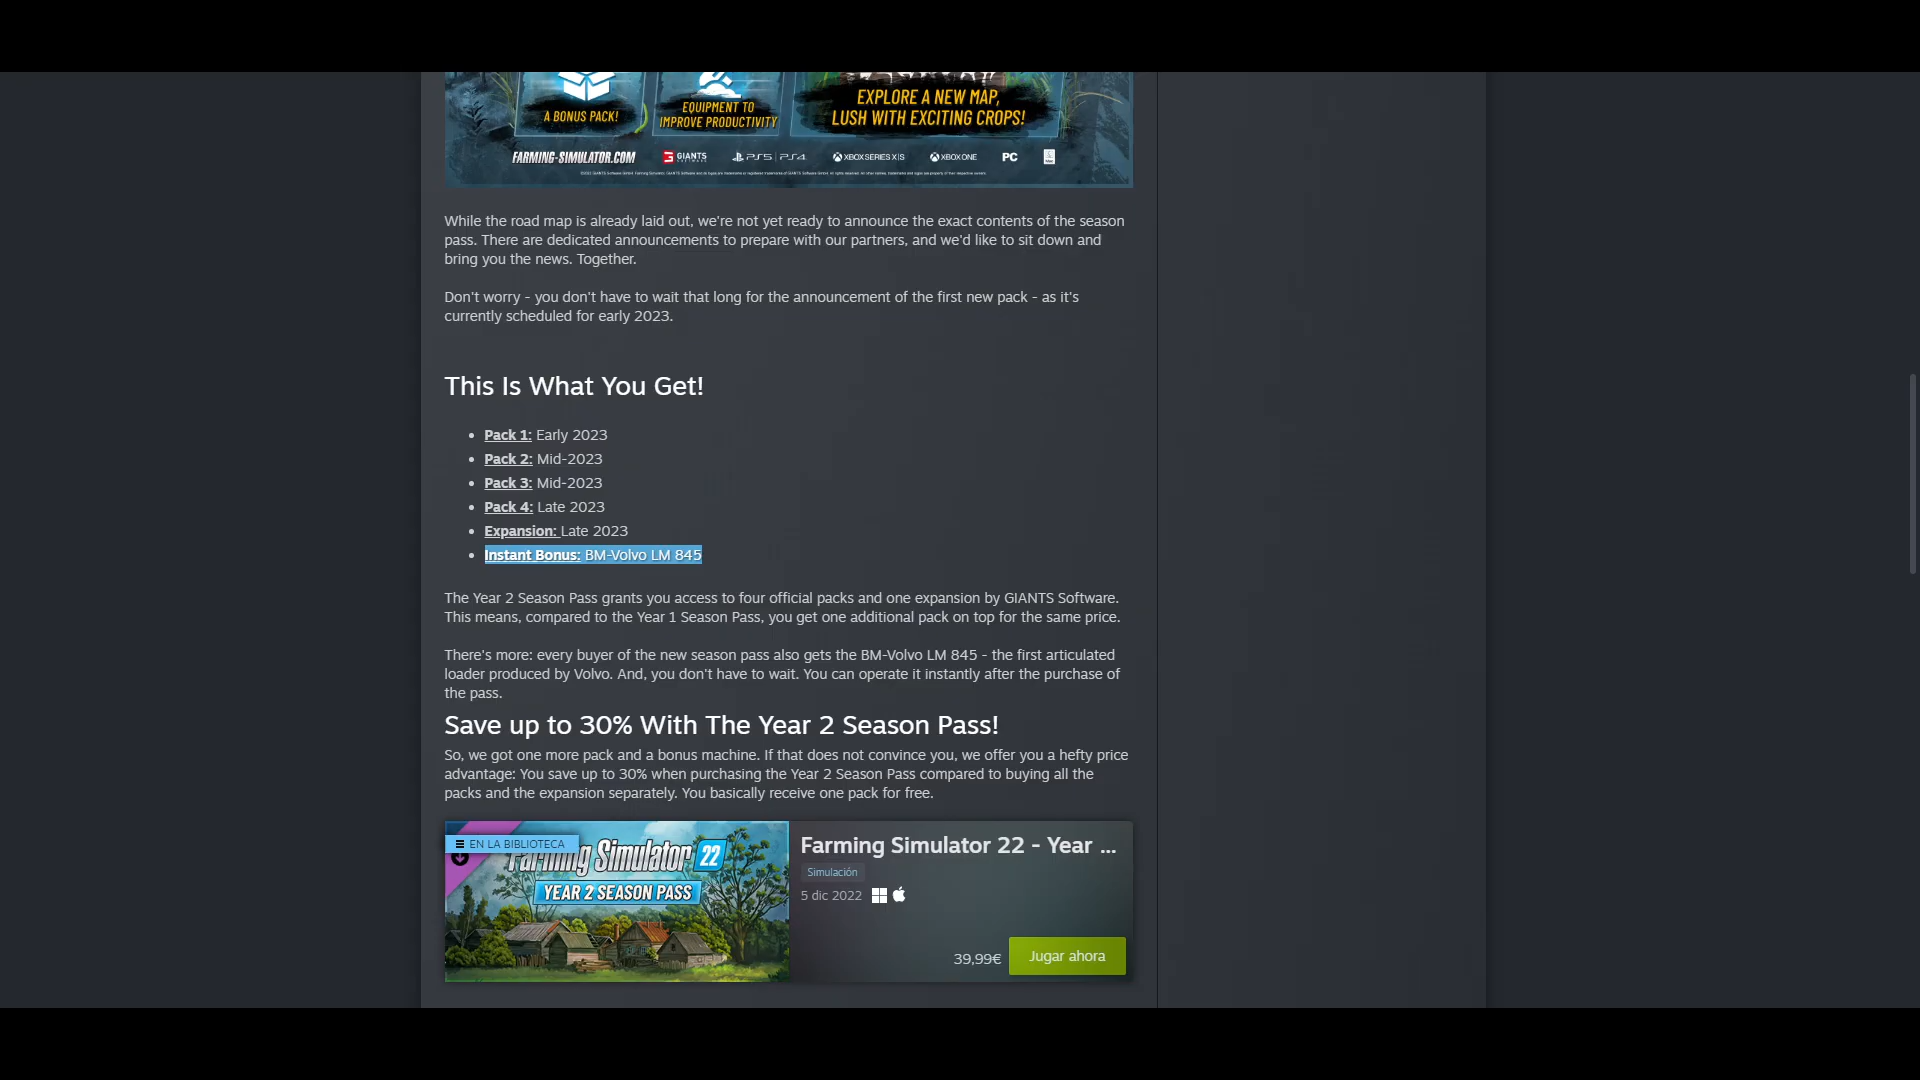 A BONUS PACK!
EQUIPMENT TO
IMPROVE PRODUCTIVITY
EXPLORE A NEW MAP,
LUSH WITH EXCITING CROPS!
FARMING-SIMULATOR.COM
GIANTS
PS5 | PS4
XBOX SERIES X|S
XBOX ONE
PC
While the road map is already laid out, we're not yet ready to announce the exact contents of the season
pass. There are dedicated announcements to prepare with our partners, and we'd like to sit down and
bring you the news. Together.
Don't worry - you don't have to wait that long for the announcement of the first new pack - as it's
currently scheduled for early 2023.
This Is What You Get!
Pack 1: Early 2023
Pack 2: Mid-2023
Pack 3: Mid-2023
Pack 4: Late 2023
Expansion: Late 2023
Instant Bonus: BM-Volvo LM 845
The Year 2 Season Pass grants you access to four official packs and one expansion by GIANTS Software.
This means, compared to the Year 1 Season Pass, you get one additional pack on top for the same price.
There's more: every buyer of the new season pass also gets the BM-Volvo LM 845 - the first articulated
loader produced by Volvo. And, you don't have to wait. You can operate it instantly after the purchase of
the pass.
Save up to 30% With The Year 2 Season Pass!
So, we got one more pack and a bonus machine. If that does not convince you, we offer you a hefty price
advantage: You save up to 30% when purchasing the Year 2 Season Pass compared to buying all the
packs and the expansion separately. You basically receive one pack for free.
EN LA BIBLIOTECA
Farming Simulator 22
YEAR 2 SEASON PASS
Farming Simulator 22 - Year ...
Simulación
5 dic 2022
39,99€
Jugar ahora